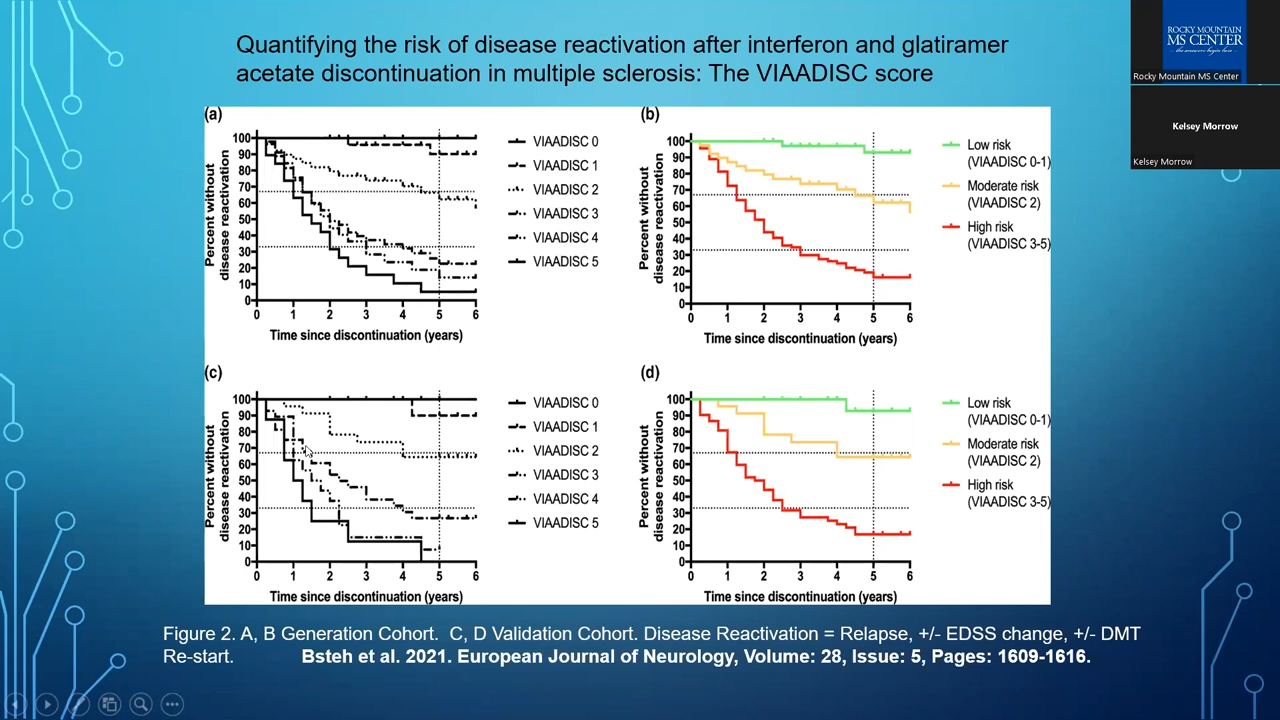 Quantifying the risk of disease reactivation after interferon and glatiramer
acetate discontinuation in multiple sclerosis: The VIAADISC score
ROCKY MOUNTAIN
MS CENTER
the answers begin here
Rocky Mountain MS Center
Kelsey Morrow
Kelsey Morrow
(a)
Percent without
disease reactivation
100
90
80
70
60
50
40
30
20
10
0
0 1 2 3 4 5 6
Time since discontinuation (years)
VIAADISC 0
VIAADISC 1
VIAADISC 2
VIAADISC 3
VIAADISC 4
VIAADISC 5
(b)
Percent without
disease reactivation
100
90
80
70
60
50
40
30
20
10
0
0 1 2 3 4 5 6
Time since discontinuation (years)
Low risk
(VIAADISC 0-1)
Moderate risk
(VIAADISC 2)
High risk
(VIAADISC 3-5)
(c)
Percent without
disease reactivation
100
90
80
70
60
50
40
30
20
10
0
0 1 2 3 4 5 6
Time since discontinuation (years)
VIAADISC 0
VIAADISC 1
VIAADISC 2
VIAADISC 3
VIAADISC 4
VIAADISC 5
(d)
Percent without
disease reactivation
100
90
80
70
60
50
40
30
20
10
0
0 1 2 3 4 5 6
Time since discontinuation (years)
Low risk
(VIAADISC 0-1)
Moderate risk
(VIAADISC 2)
High risk
(VIAADISC 3-5)
Figure 2. A, B Generation Cohort. C, D Validation Cohort. Disease Reactivation = Relapse, +/- EDSS change, +/- DMT
Re-start. Bsteh et al. 2021. European Journal of Neurology, Volume: 28, Issue: 5, Pages: 1609-1616.